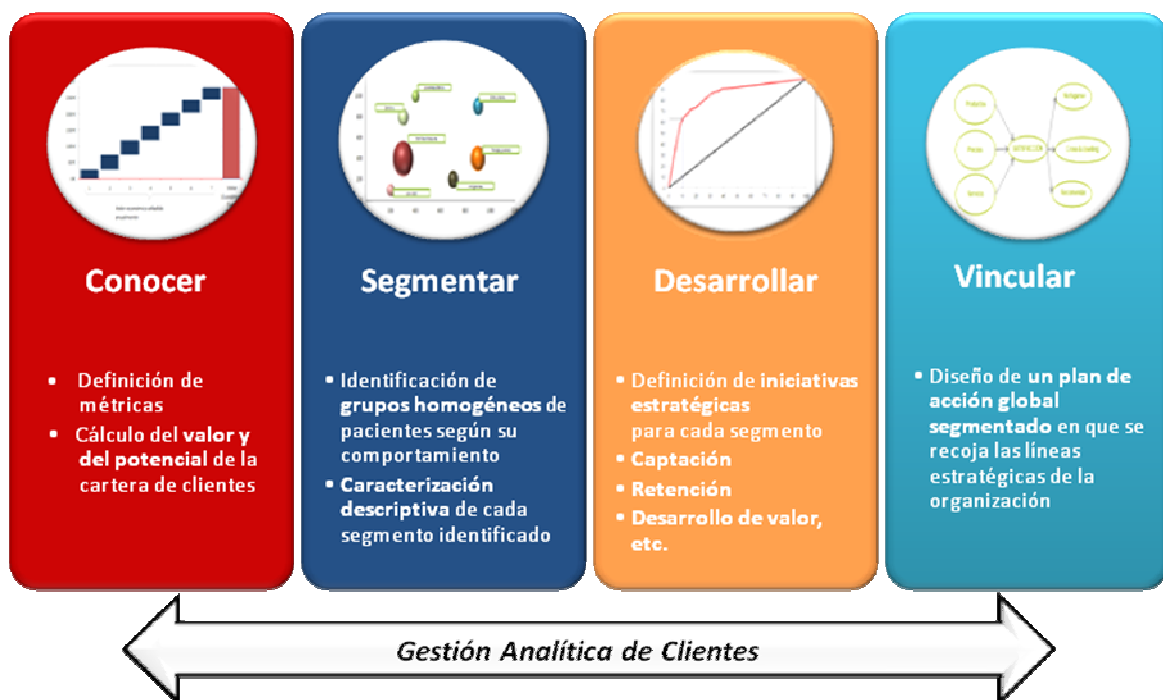 Conocer
• Definición de
métricas
• Cálculo del valor y
del potencial de la
cartera de clientes
Segmentar
• Identificación de
grupos homogéneos de
pacientes según su
comportamiento
• Caracterización
descriptiva de cada
segmento identificado
Desarrollar
• Definición de iniciativas
estratégicas
para cada segmento
• Captación
• Retención
• Desarrollo de valor,
etc.
Vincular
• Diseño de un plan de
acción global
segmentado en que se
recoja las líneas
estratégicas de la
organización
Gestión Analítica de Clientes